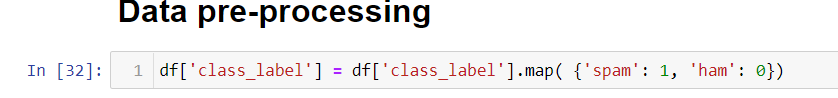 Data pre-processing
In [32]: 1 df['class_label'] = df['class_label'].map( {'spam': 1, 'ham': 0})